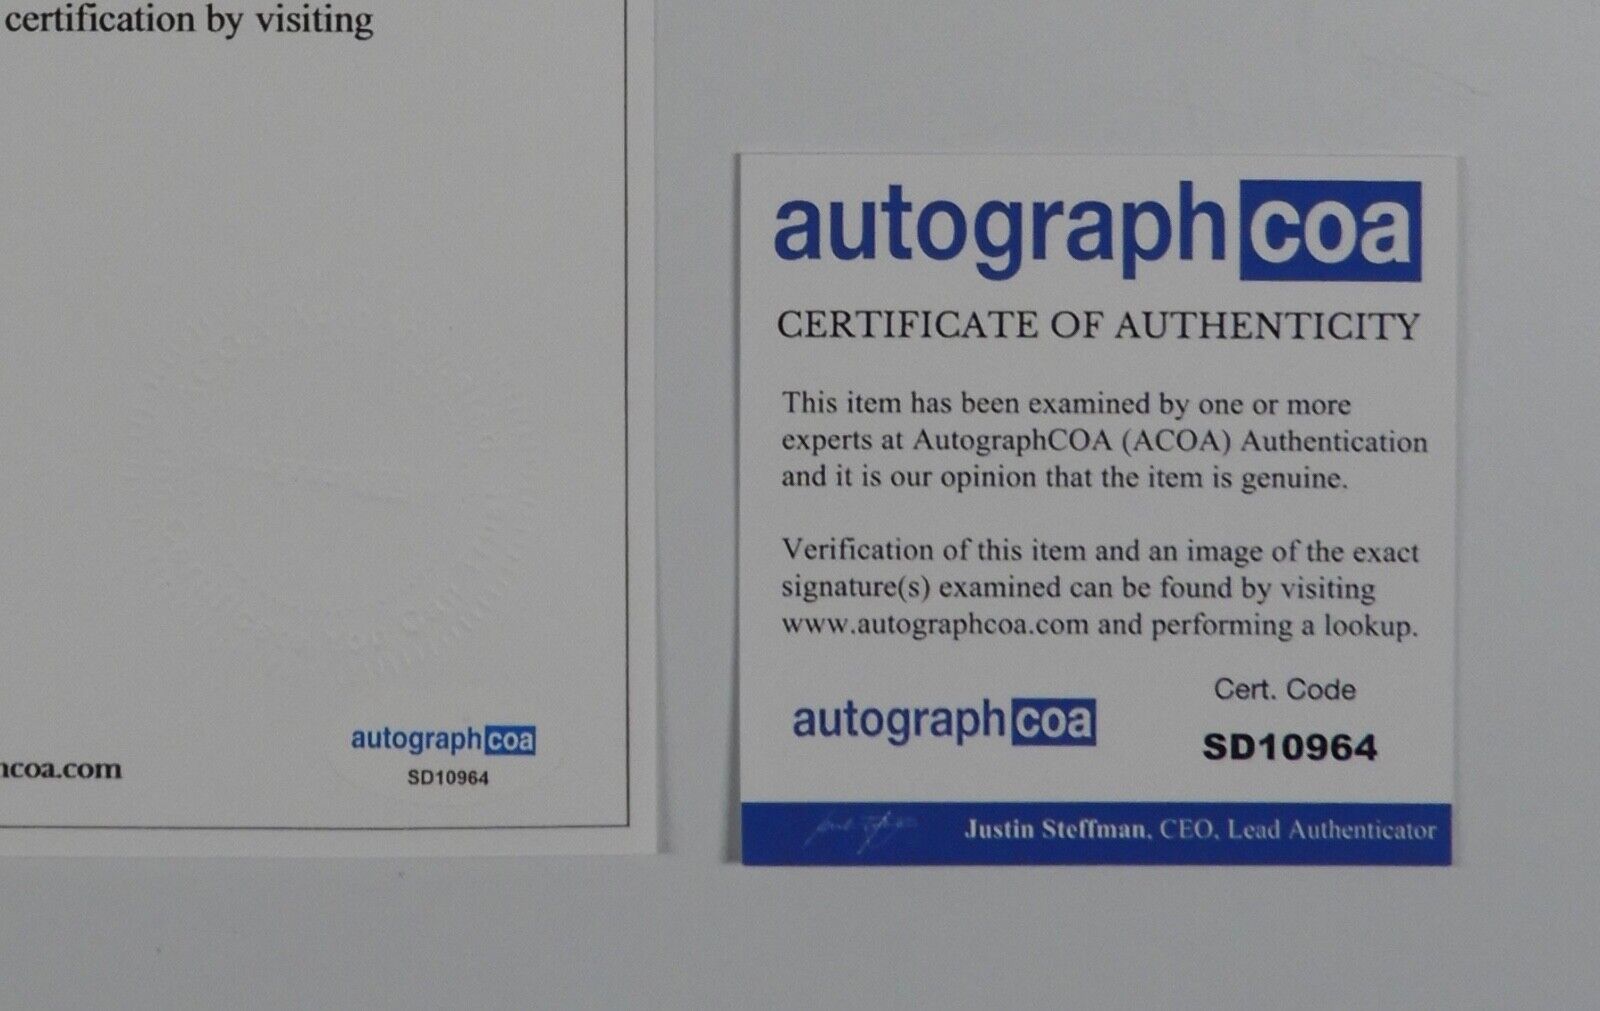 certification by visiting
coa.com
autographcoa
SD10964
autographcoa
CERTIFICATE OF AUTHENTICITY
This item has been examined by one or more
experts at AutographCOA (ACOA) Authentication
and it is our opinion that the item is genuine.
Verification of this item and an image of the exact
signature(s) examined can be found by visiting
www.autographcoa.com and performing a lookup.
autographcoa
Cert. Code
SD10964
Justin Steffman, CEO, Lead Authenticator